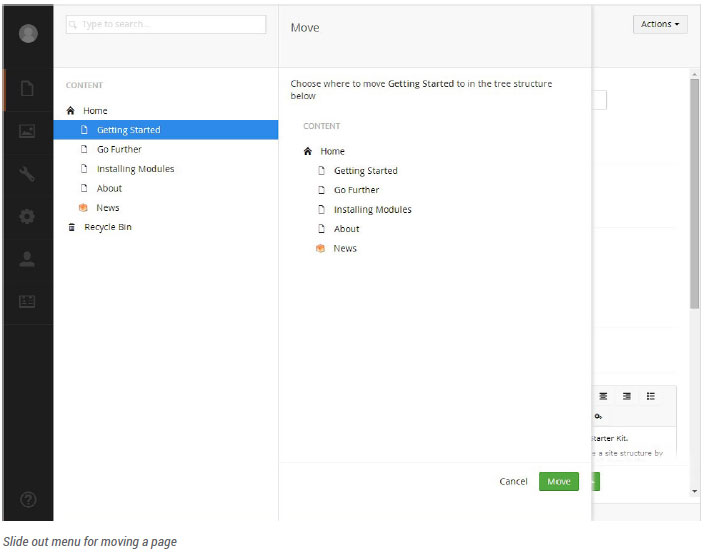 Type to search...
Move
Actions
CONTENT
Home
Getting Started
Go Further
Installing Modules
About
News
Recycle Bin
Choose where to move Getting Started to in the tree structure
below
CONTENT
Home
Getting Started
Go Further
Installing Modules
About
News
Starter Kit.
a site structure by
Cancel
Move
Slide out menu for moving a page